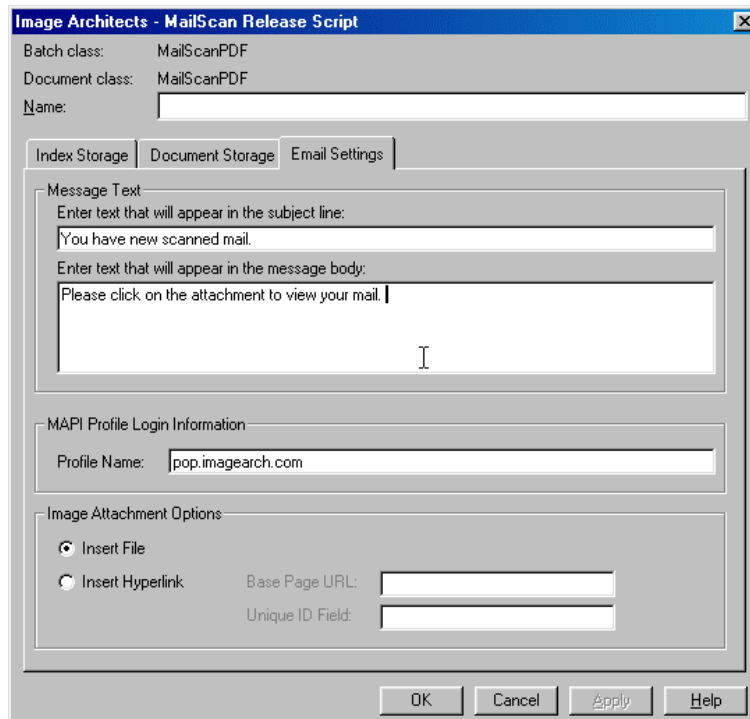 Image Architects - MailScan Release Script
Batch class: MailScanPDF
Document class: MailScanPDF
Name:
Index Storage Document Storage Email Settings
Message Text
Enter text that will appear in the subject line:
You have new scanned mail.
Enter text that will appear in the message body:
Please click on the attachment to view your mail.
MAPI Profile Login Information
Profile Name: pop.imagearch.com
Image Attachment Options
Insert File
Insert Hyperlink Base Page URL:
Unique ID Field:
OK Cancel Apply Help